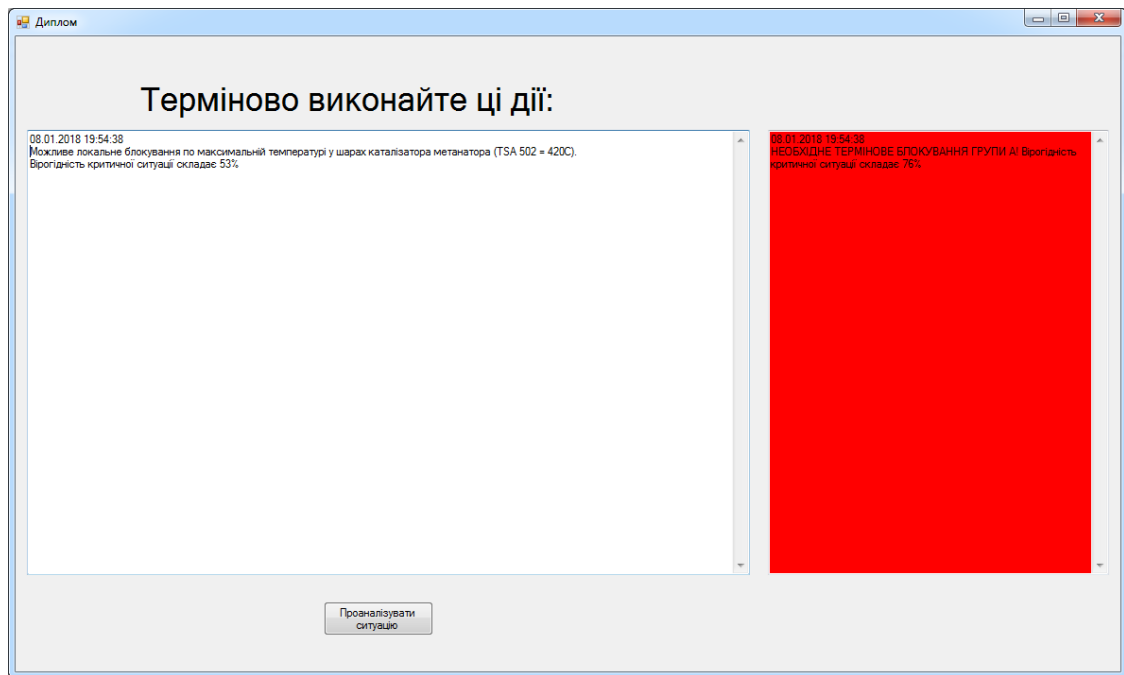 Диплом
Терміново виконайте ці дії:
08.01.2018 19:54:38
Можливе локальне блокування по максимальній температурі у шарах каталізатора метанатора (TSA 502 = 420C).
Вірогідність критичної ситуації складає 53%
08.01.2018 19:54:38
НЕОБХІДНЕ ТЕРМІНОВЕ БЛОКУВАННЯ ГРУПИ А! Вірогідність
критичної ситуації складає 76%
Проаналізувати
ситуацію